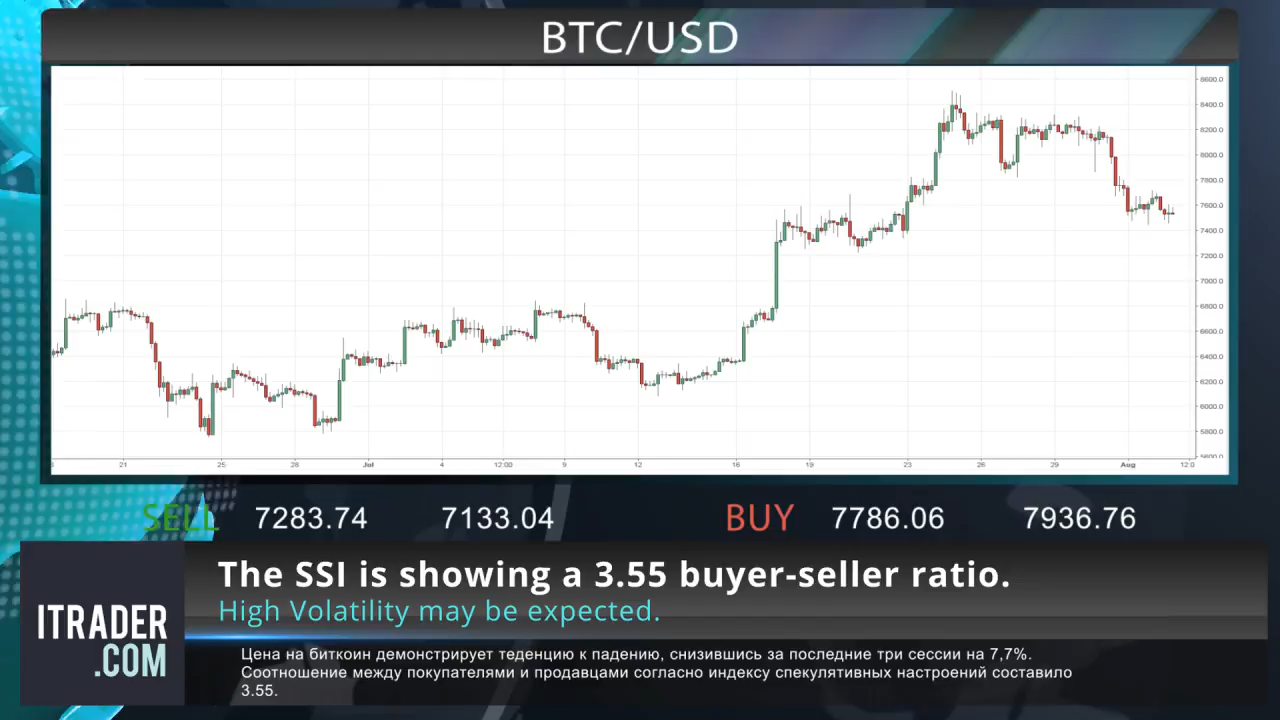 BTC/USD
8600.0
8400.0
8200.0
8000.0
7800.0
7600.0
7400.0
7200.0
7000.0
6800.0
6600.0
6400.0
6200.0
6000.0
5800.0
5600.0
21 25 28 Jul 4 12:00 9 12 16 19 23 26 29 Aug 12:0
SELL 7283.74 7133.04 BUY 7786.06 7936.76
The SSI is showing a 3.55 buyer-seller ratio.
High Volatility may be expected.
ITRADER
.COM
Цена на биткоин демонстрирует теденцию к падению, снизившись за последние три сессии на 7,7%.
Соотношение между покупателями и продавцами согласно индексу спекулятивных настроений составило
3.55.